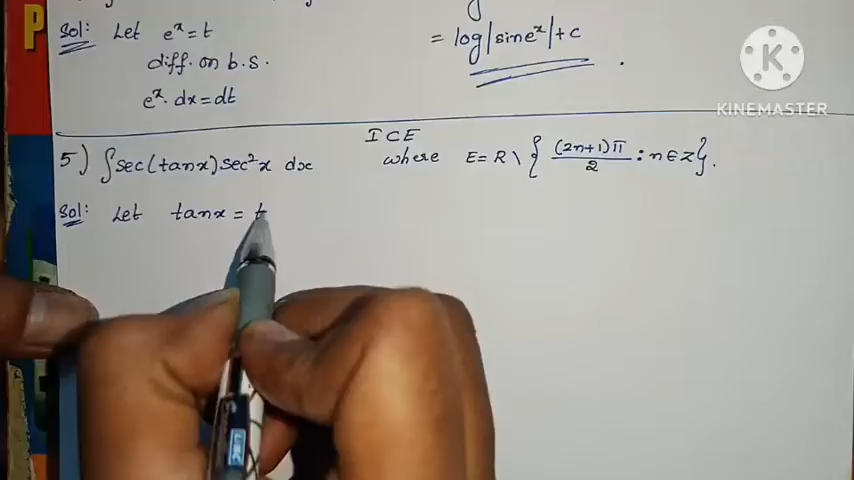 Sol: Let e^x = t
diff. on b.s.
e^x. dx = dt
= log|sine^x| + c
KINEMASTER
5) ∫sec(tanx)sec²x dx ICE where E = R \ { (2n+1)π / 2 : n ∈ Z}.
Sol: Let tanx = t
P